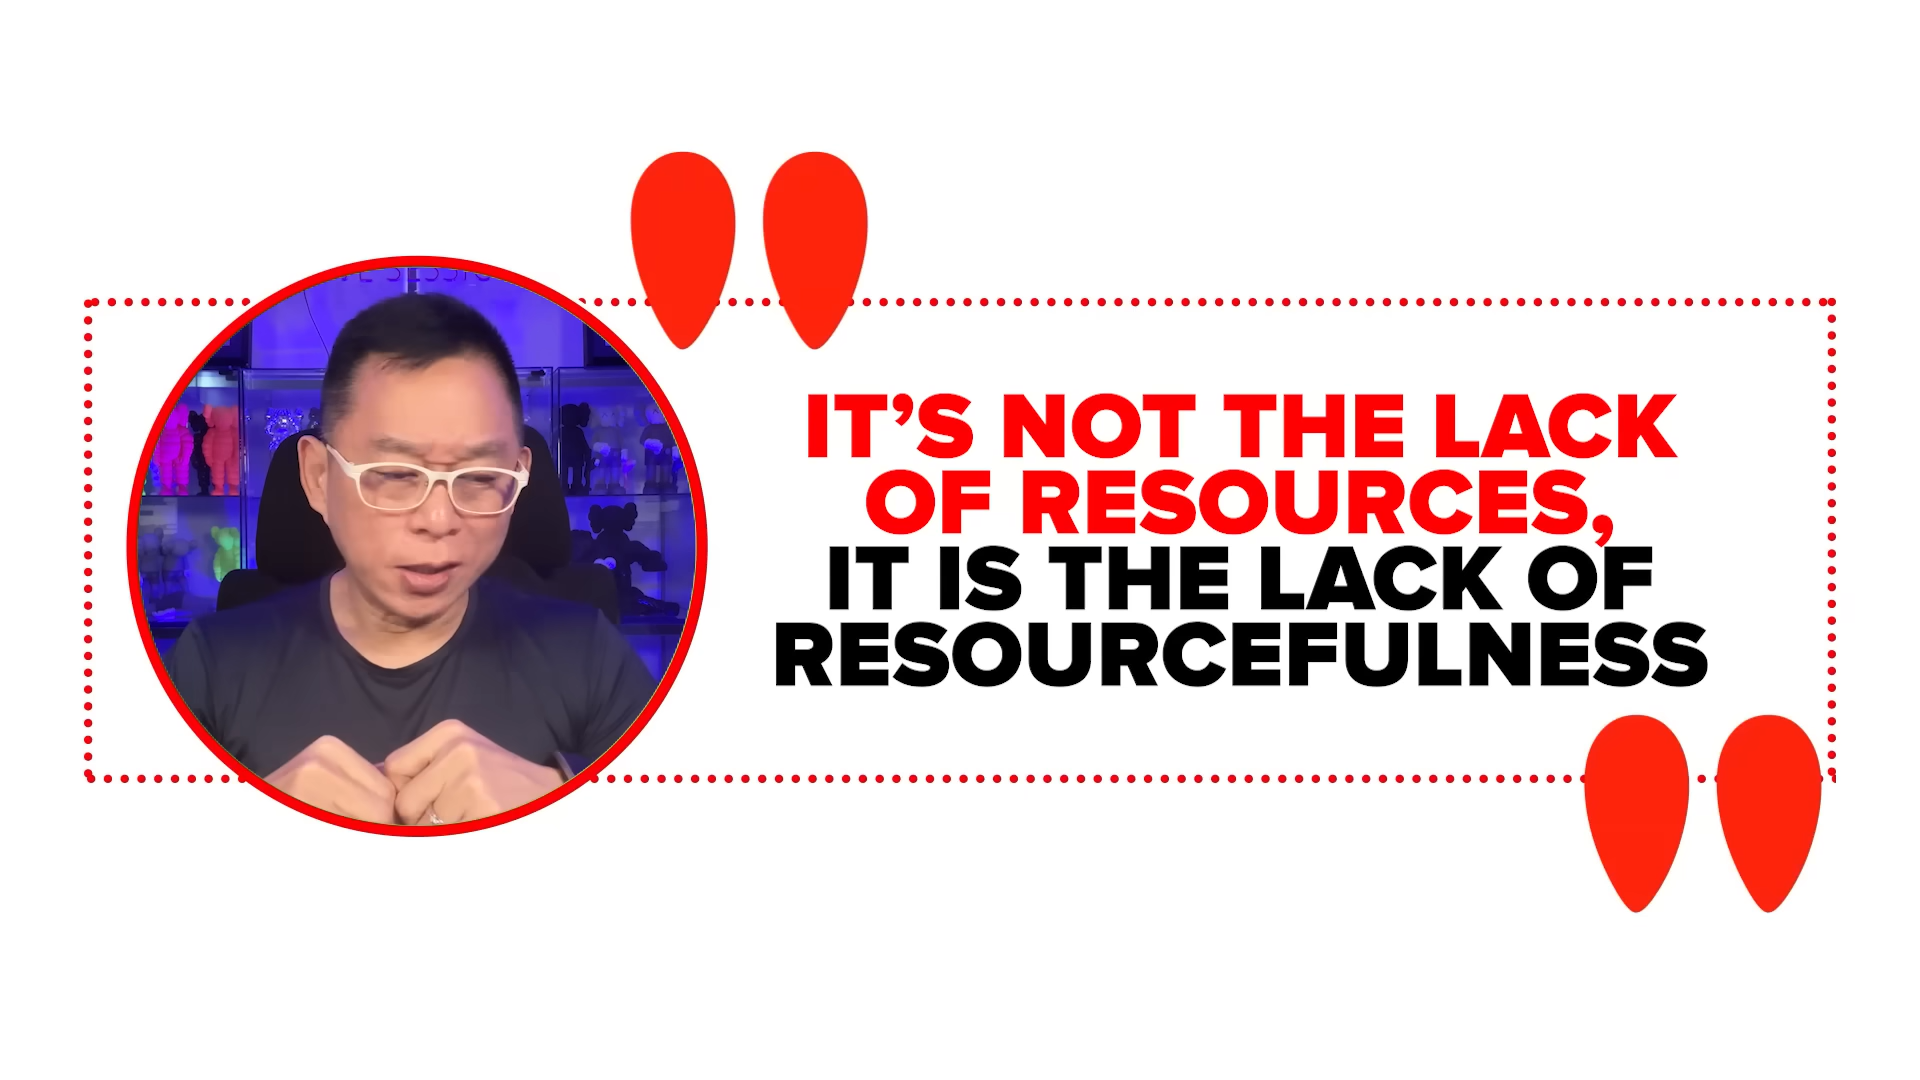 IT'S NOT THE LACK
OF RESOURCES,
IT IS THE LACK OF
RESOURCEFULNESS